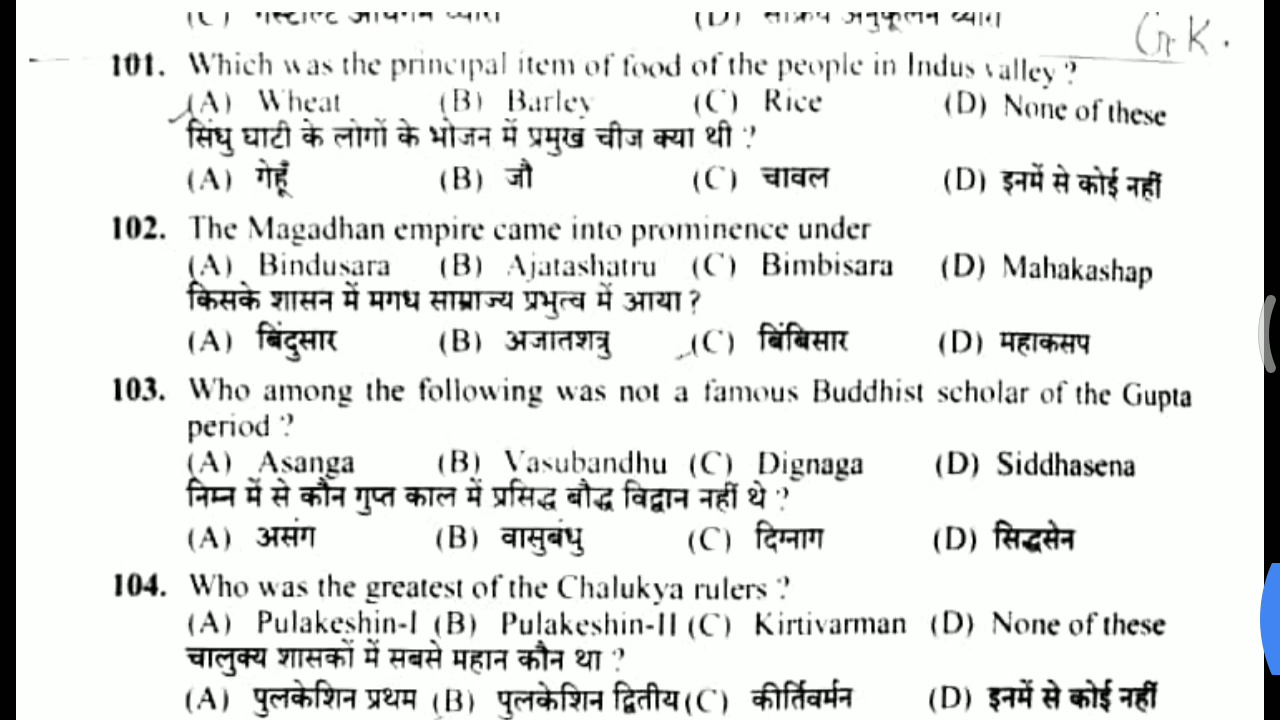 G.K.
101. Which was the principal item of food of the people in Indus valley ?
(A) Wheat (B) Barley (C) Rice (D) None of these
सिंधु घाटी के लोगों के भोजन में प्रमुख चीज क्या थी ?
(A) गेहूँ (B) जौ (C) चावल (D) इनमें से कोई नहीं
102. The Magadhan empire came into prominence under
(A) Bindusara (B) Ajatashatru (C) Bimbisara (D) Mahakashap
किसके शासन में मगध साम्राज्य प्रभुत्व में आया ?
(A) बिंदुसार (B) अजातशत्रु (C) बिंबिसार (D) महाकसप
103. Who among the following was not a famous Buddhist scholar of the Gupta
period ?
(A) Asanga (B) Vasubandhu (C) Dignaga (D) Siddhasena
निम्न में से कौन गुप्त काल में प्रसिद्ध बौद्ध विद्वान नहीं थे ?
(A) असंग (B) वासुबंधु (C) दिग्नाग (D) सिद्धसेन
104. Who was the greatest of the Chalukya rulers ?
(A) Pulakeshin-I (B) Pulakeshin-II (C) Kirtivarman (D) None of these
चालुक्य शासकों में सबसे महान कौन था ?
(A) पुलकेशिन प्रथम (B) पुलकेशिन द्वितीय (C) कीर्तिवर्मन (D) इनमें से कोई नहीं